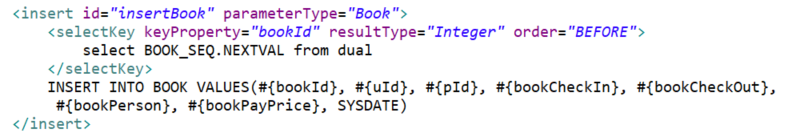 <insert id="insertBook" parameterType="Book">
<selectKey keyProperty="bookId" resultType="Integer" order="BEFORE">
select BOOK_SEQ.NEXTVAL from dual
</selectKey>
INSERT INTO BOOK VALUES(#{bookId}, #{uId}, #{pId}, #{bookCheckIn}, #{bookCheckOut},
#{bookPerson}, #{bookPayPrice}, SYSDATE)
</insert>